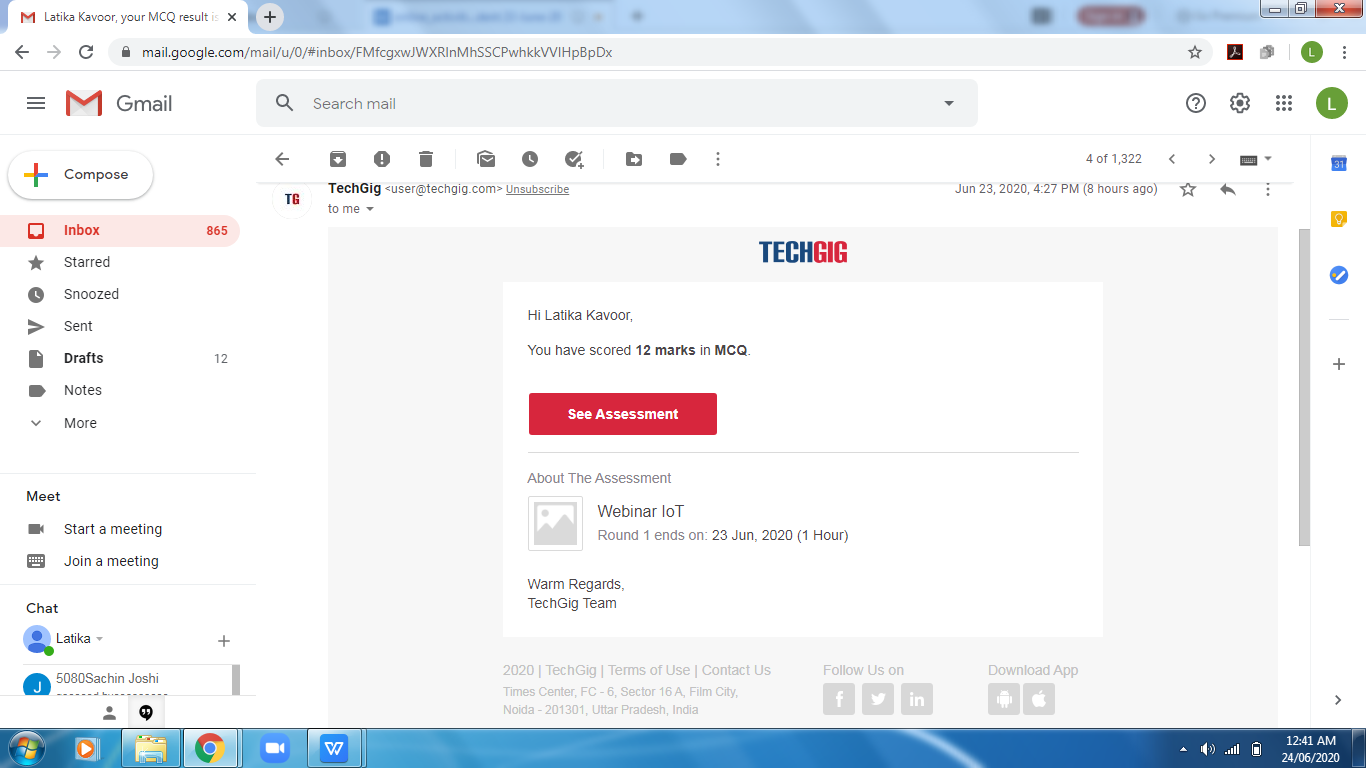 Latika Kavoor, your MCQ result is
mail.google.com/mail/u/0/#inbox/
L
Gmail
Search mail
L
Compose
4 of 1,322
31
Inbox 865
Starred
Snoozed
Sent
Drafts 12
Notes
More
Meet
Start a meeting
Join a meeting
Chat
Latika
J
5080Sachin Joshi
TG
TechGig <user@techgig.com> Unsubscribe
Jun 23, 2020, 4:27 PM (8 hours ago)
to me
TECHGIG
Hi Latika Kavoor,
You have scored 12 marks in MCQ.
See Assessment
About The Assessment
Webinar IoT
Round 1 ends on: 23 Jun, 2020 (1 Hour)
Warm Regards,
TechGig Team
2020 | TechGig | Terms of Use | Contact Us
Times Center, FC - 6, Sector 16 A, Film City,
Noida - 201301, Uttar Pradesh, India
Follow Us on
f
in
Download App
W
12:41 AM
24/06/2020